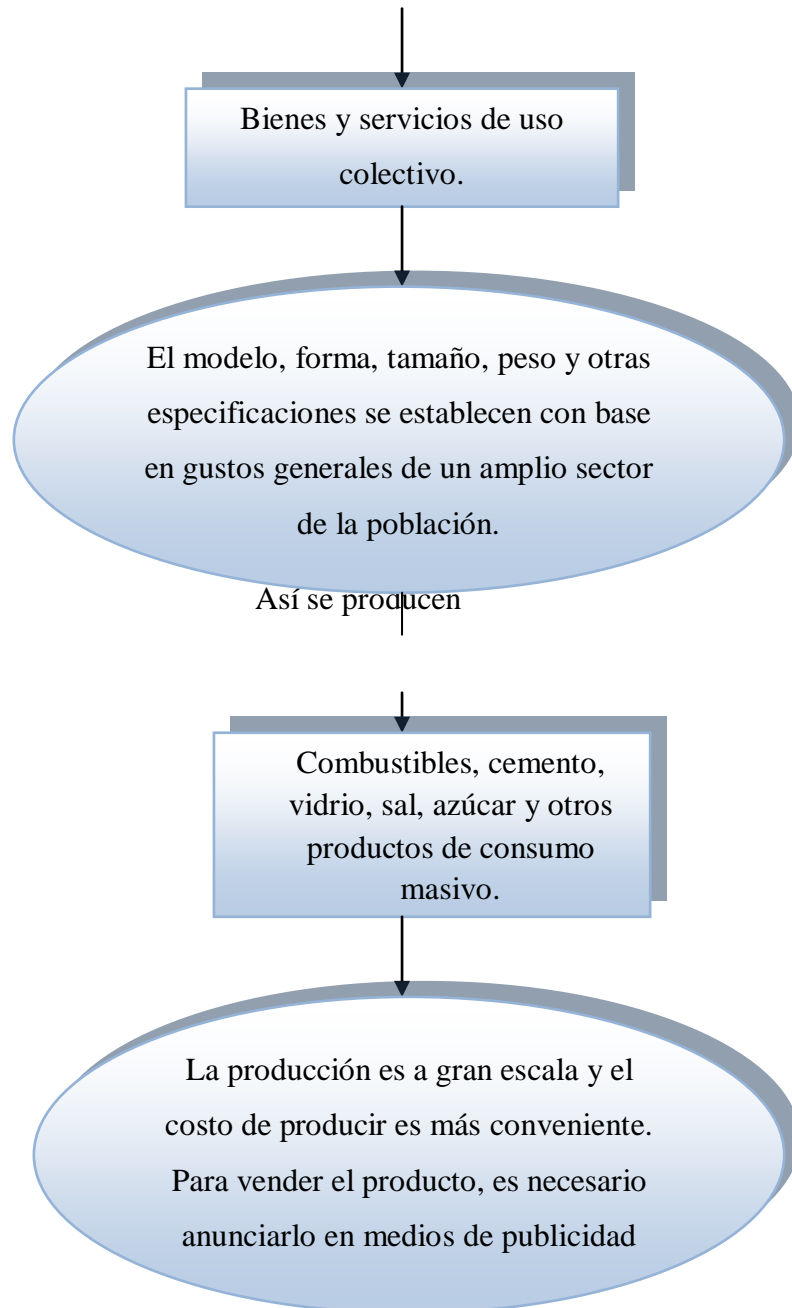 Bienes y servicios de uso
colectivo.
El modelo, forma, tamaño, peso y otras
especificaciones se establecen con base
en gustos generales de un amplio sector
de la población.
Así se producen
Combustibles, cemento,
vidrio, sal, azúcar y otros
productos de consumo
masivo.
La producción es a gran escala y el
costo de producir es más conveniente.
Para vender el producto, es necesario
anunciarlo en medios de publicidad